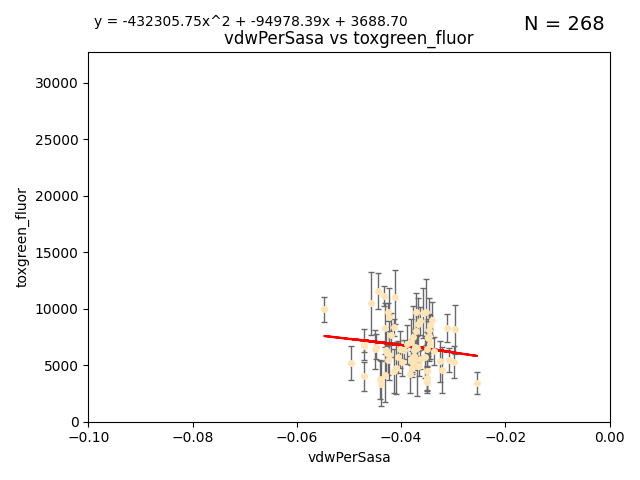 y = -432305.75x^2 + -94978.39x + 3688.70
N = 268
vdwPerSasa vs toxgreen_fluor
30000
25000
20000
15000
10000
5000
0
toxgreen_fluor
−0.10
−0.08
−0.06
−0.04
−0.02
0.00
vdwPerSasa